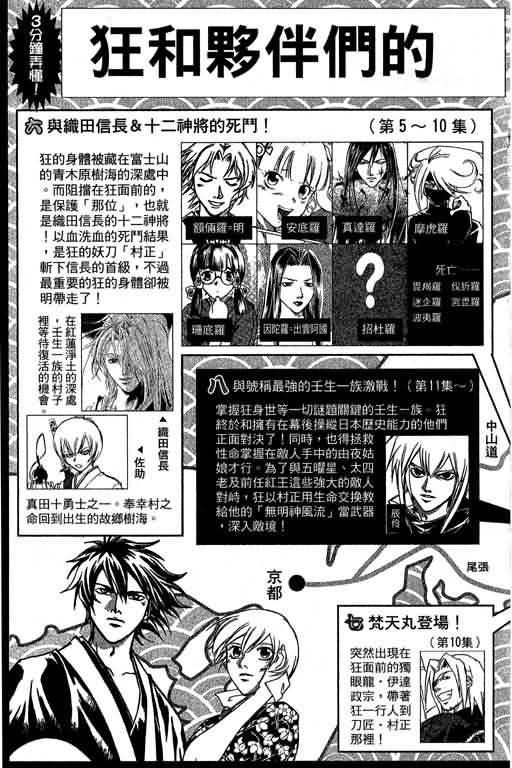 3分鐘弄懂！
狂和夥伴們的
六 與織田信長＆十二神將的死鬥！
（第5～10集）
狂的身體被藏在富士山
的青木原樹海的深處中
。而阻擋在狂面前的，
是保護「那位」，也就
是織田信長的十二神將
！以血洗血的死鬥結果
，是狂的妖刀「村正」
斬下信長的首級，不過
最重要的狂的身體卻被
明帶走了！
額倆羅=明
安底羅
真達羅
摩虎羅
珊底羅
因陀羅=出雲阿國
？
招杜羅
死亡
毘羯羅
伐折羅
迷企羅
宮毘羅
波夷羅
在紅蓮淨土的深處
，壬生一族的村子
裡等待復活的機會。
▲織田信長
◀佐助
真田十勇士之一。奉幸村之
命回到出生的故鄉樹海。
八 與號稱最強的壬生一族激戰！（第11集～）
掌握狂身世等一切謎題關鍵的壬生一族。狂
終於和擁有在幕後操縱日本歷史能力的他們
正面對決了！同時，也得拯救
性命掌握在敵人手中的由夜姑
娘才行。為了與五曜星、太四
老及前任紅王這些強大的敵人
對峙，狂以村正用生命交換教
給他的「無明神風流」當武器
，深入敵境！
辰伶
中山道
尾張
京都
七 梵天丸登場！
（第10集）
突然出現在
狂面前的獨
眼龍・伊達
政宗，帶著
狂一行人到
刀匠・村正
那裡！